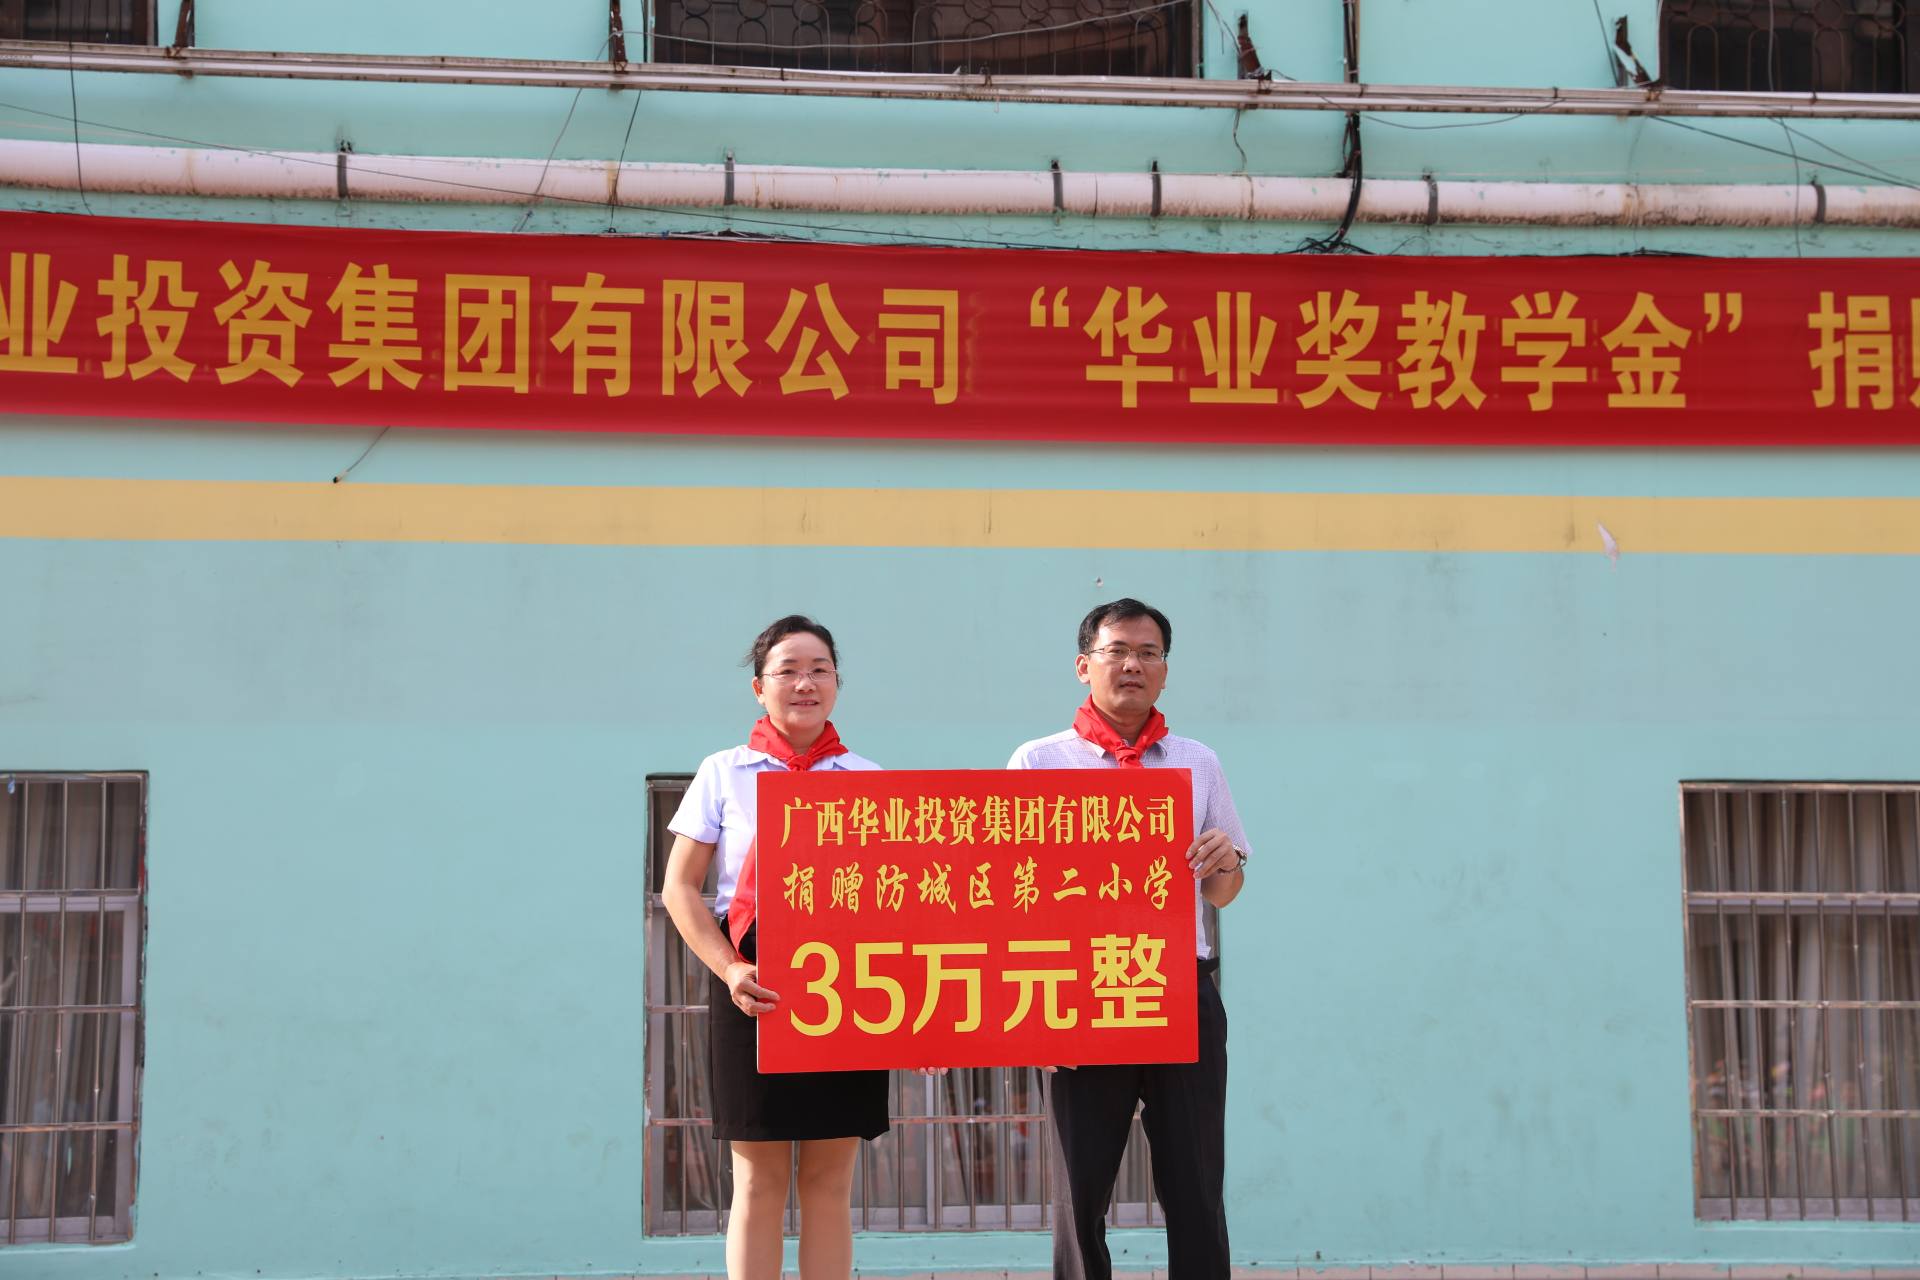 业投资集团有限公司“华业奖教学金”捐
广西华业投资集团有限公司
捐赠防城区第二小学
35万元整